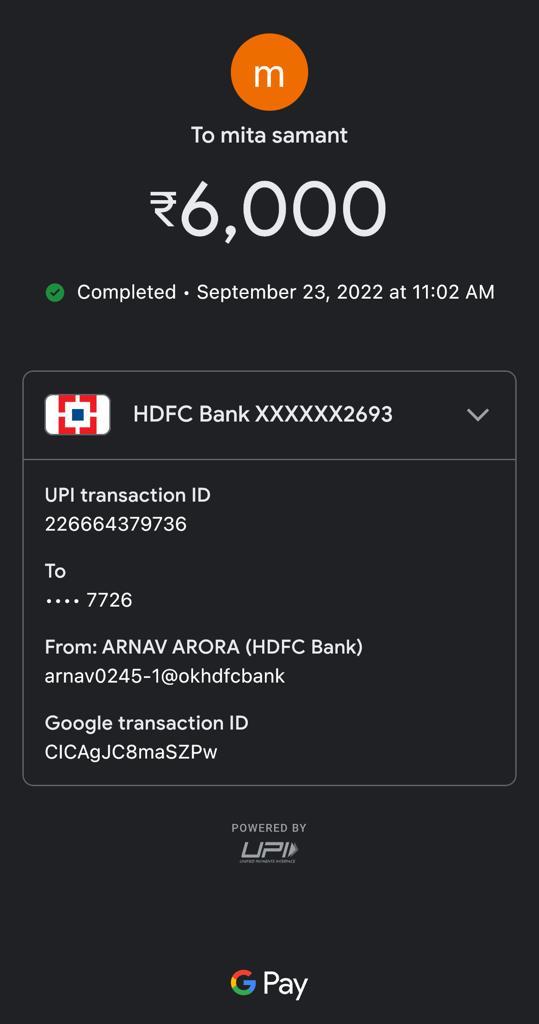 m
To mita samant
₹6,000
Completed • September 23, 2022 at 11:02 AM
HDFC Bank XXXXXX2693
UPI transaction ID
226664379736
To
•••• 7726
From: ARNAV ARORA (HDFC Bank)
arnav0245-1@okhdfcbank
Google transaction ID
CICAgJC8maSZPw
POWERED BY
UPI
UNIFIED PAYMENTS INTERFACE
G Pay